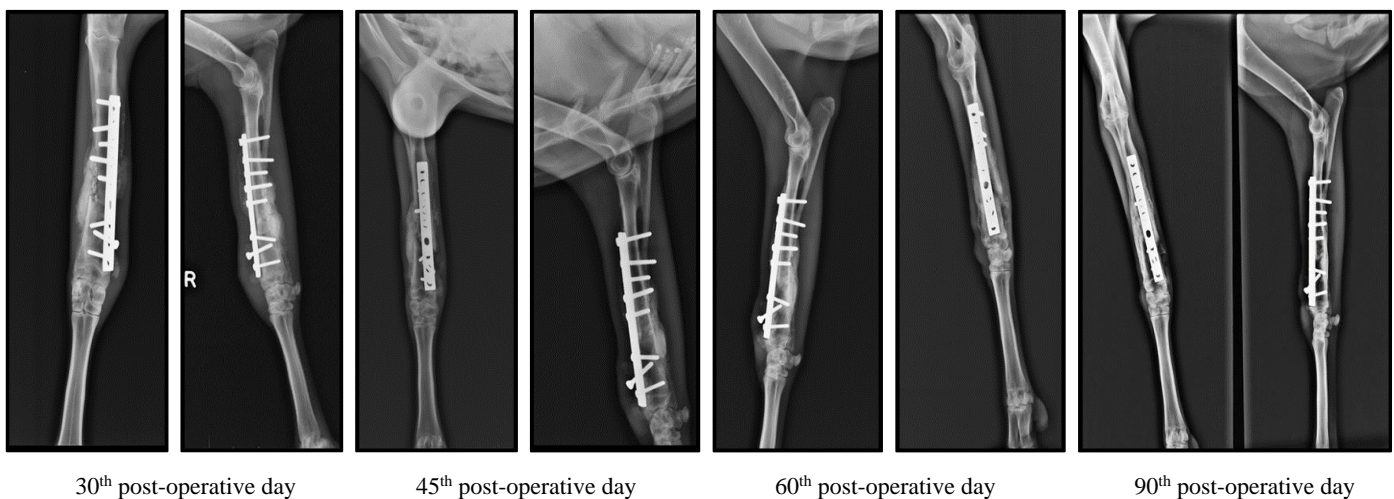 R
30th post-operative day
45th post-operative day
60th post-operative day
90th post-operative day